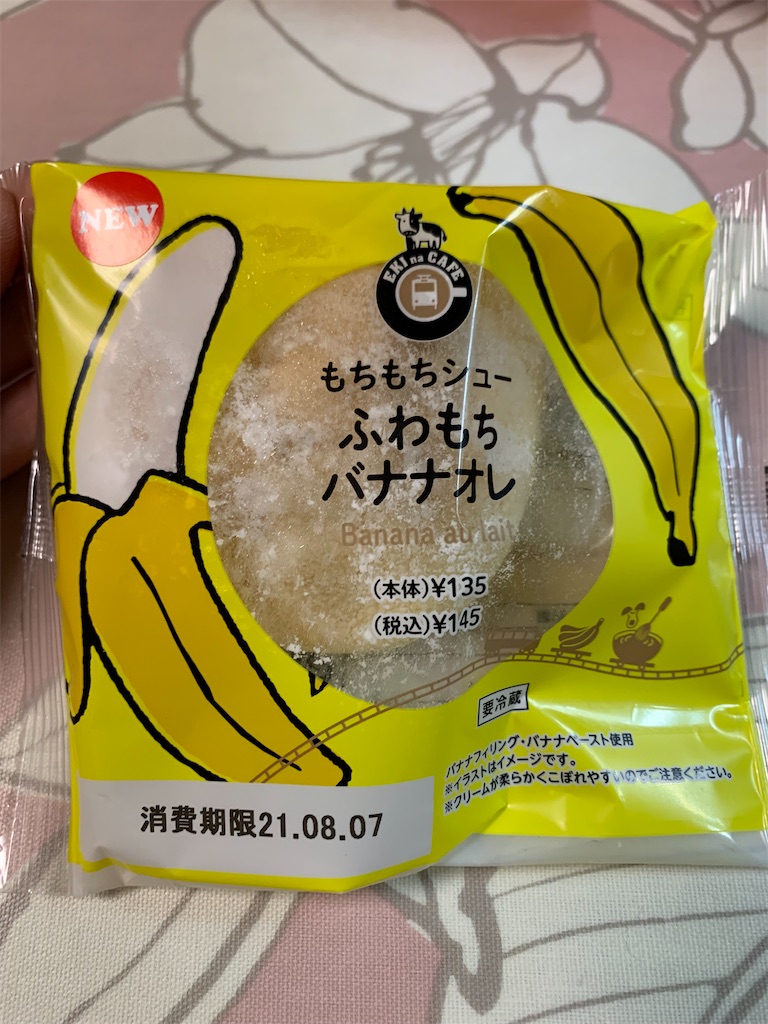 NEW
EKI na CAFE
もちもちシュー
ふわもち
バナナオレ
Banana au lait
(本体)¥135
(税込)¥145
要冷蔵
バナナフィリング・バナナペースト使用
※イラストはイメージです。
※クリームが柔らかくこぼれやすいのでご注意ください。
消費期限21.08.07